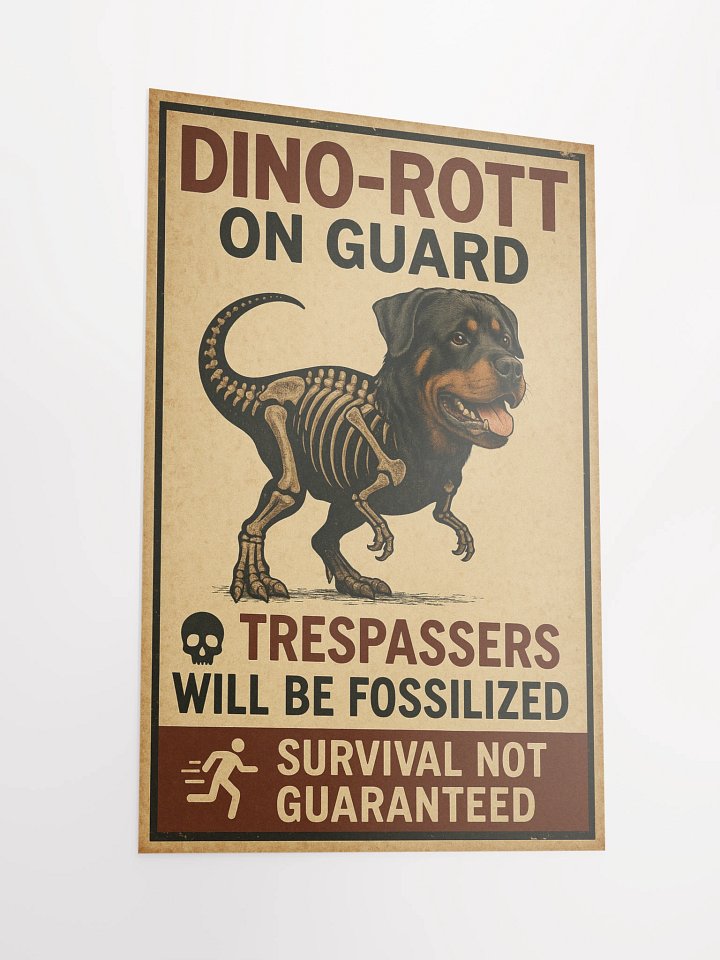 DINO-ROTT
ON GUARD
TRESPASSERS
WILL BE FOSSILIZED
SURVIVAL NOT
GUARANTEED